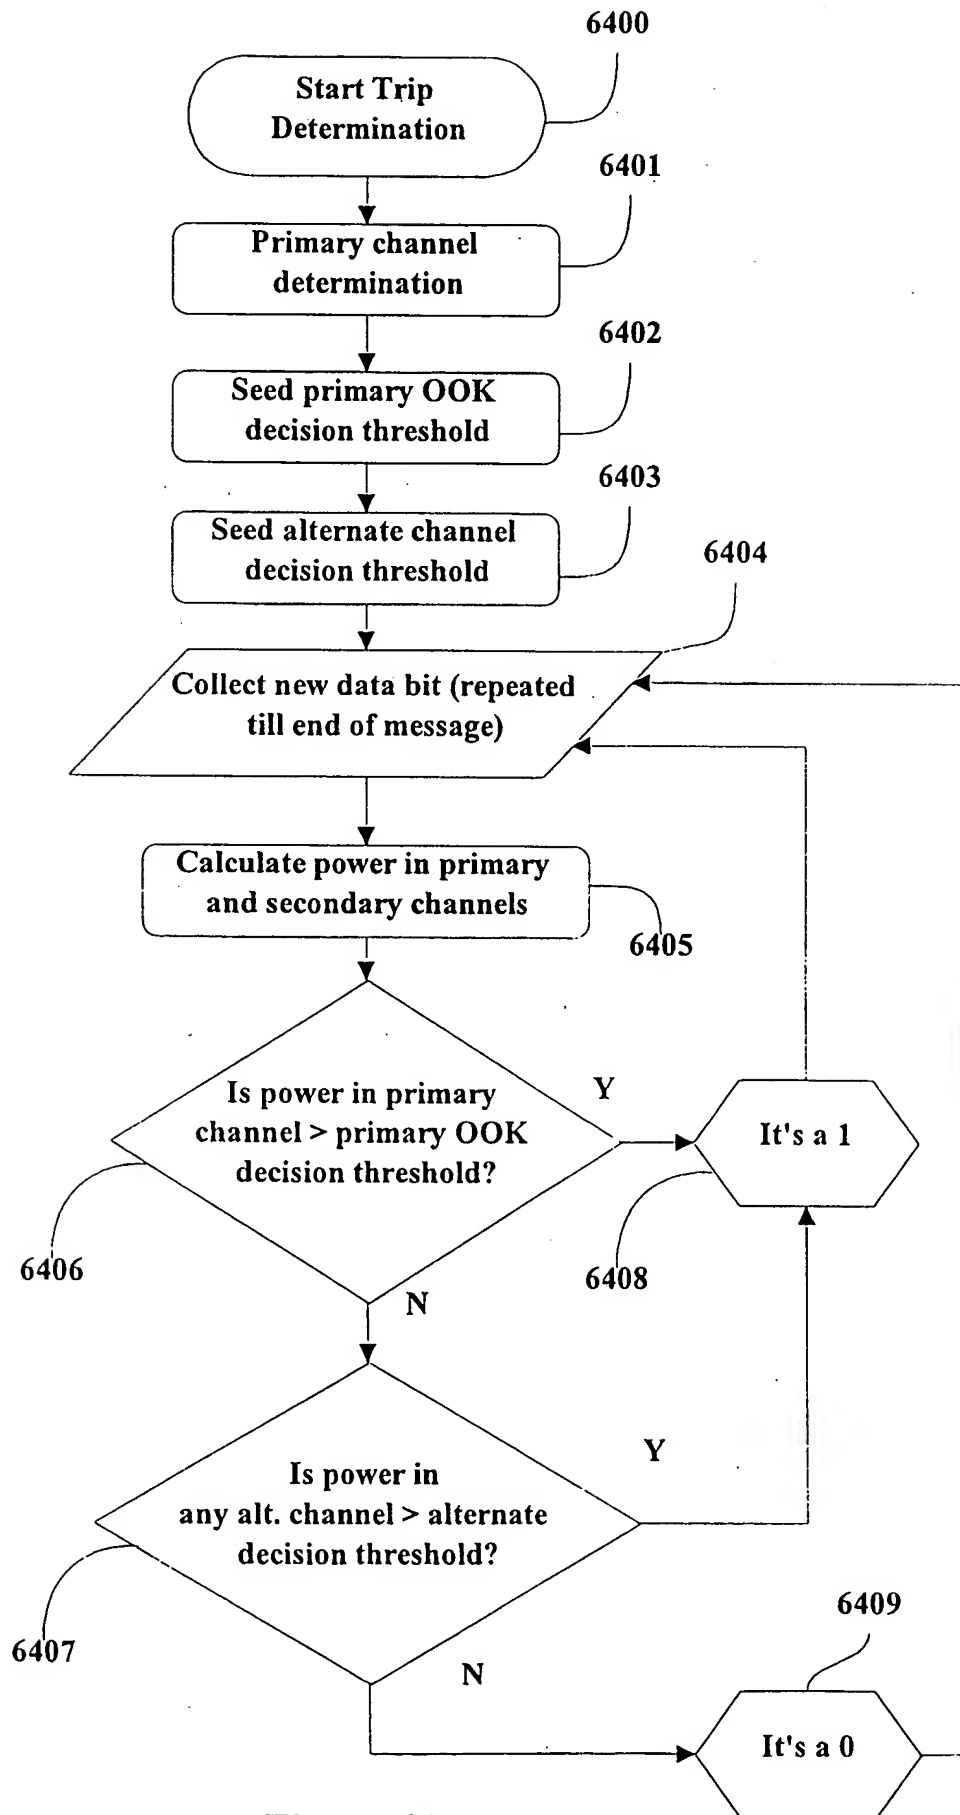 6400
Start Trip
Determination
6401
Primary channel
determination
6402
Seed primary OOK
decision threshold
6403
Seed alternate channel
decision threshold
6404
Collect new data bit (repeated
till end of message)
Calculate power in primary
and secondary channels
6405
Is power in primary
channel > primary OOK
decision threshold?
Y
It's a 1
6406
6408
N
Is power in
any alt. channel > alternate
decision threshold?
Y
6407
6409
N
It's a 0